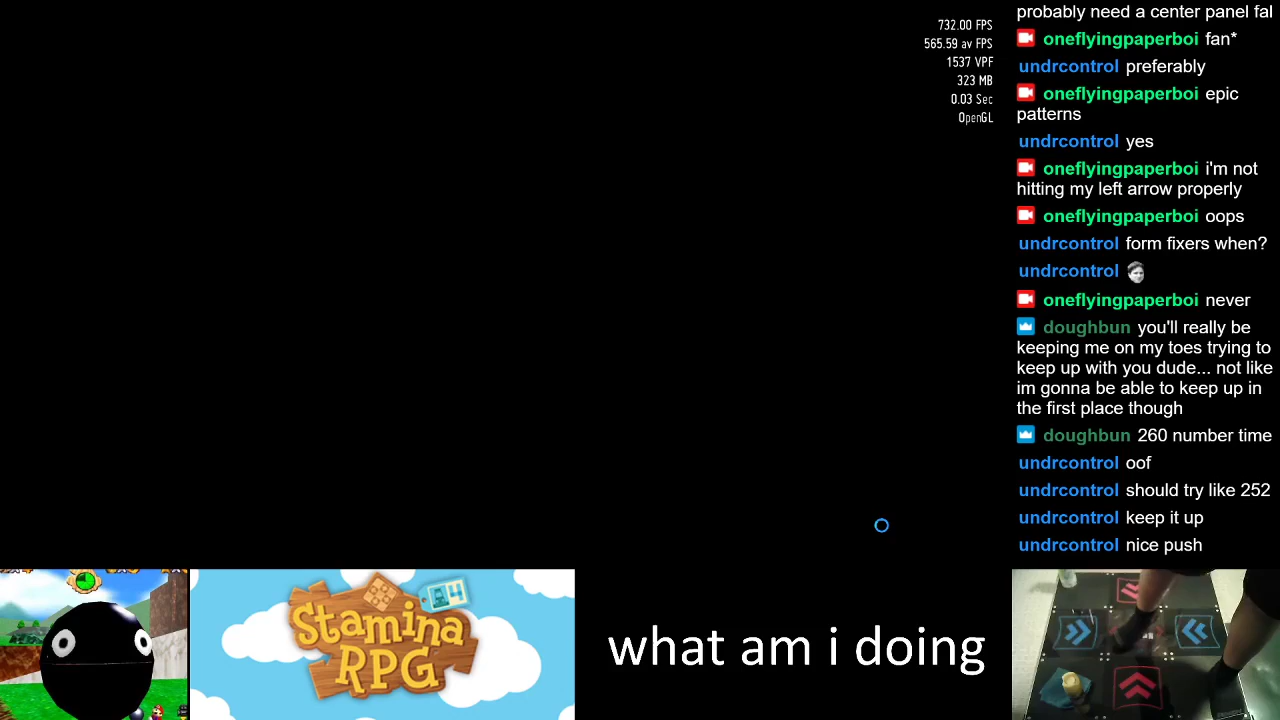 732.00 FPS
565.59 av FPS
1537 VPF
323 MB
0.03 Sec
OpenGL
probably need a center panel fal
oneflyingpaperboi fan*
undrcontrol preferably
oneflyingpaperboi epic
patterns
undrcontrol yes
oneflyingpaperboi i'm not
hitting my left arrow properly
oneflyingpaperboi oops
undrcontrol form fixers when?
undrcontrol
oneflyingpaperboi never
doughbun you'll really be
keeping me on my toes trying to
keep up with you dude... not like
im gonna be able to keep up in
the first place though
doughbun 260 number time
undrcontrol oof
undrcontrol should try like 252
undrcontrol keep it up
undrcontrol nice push
Stamina
RPG
4
what am i doing